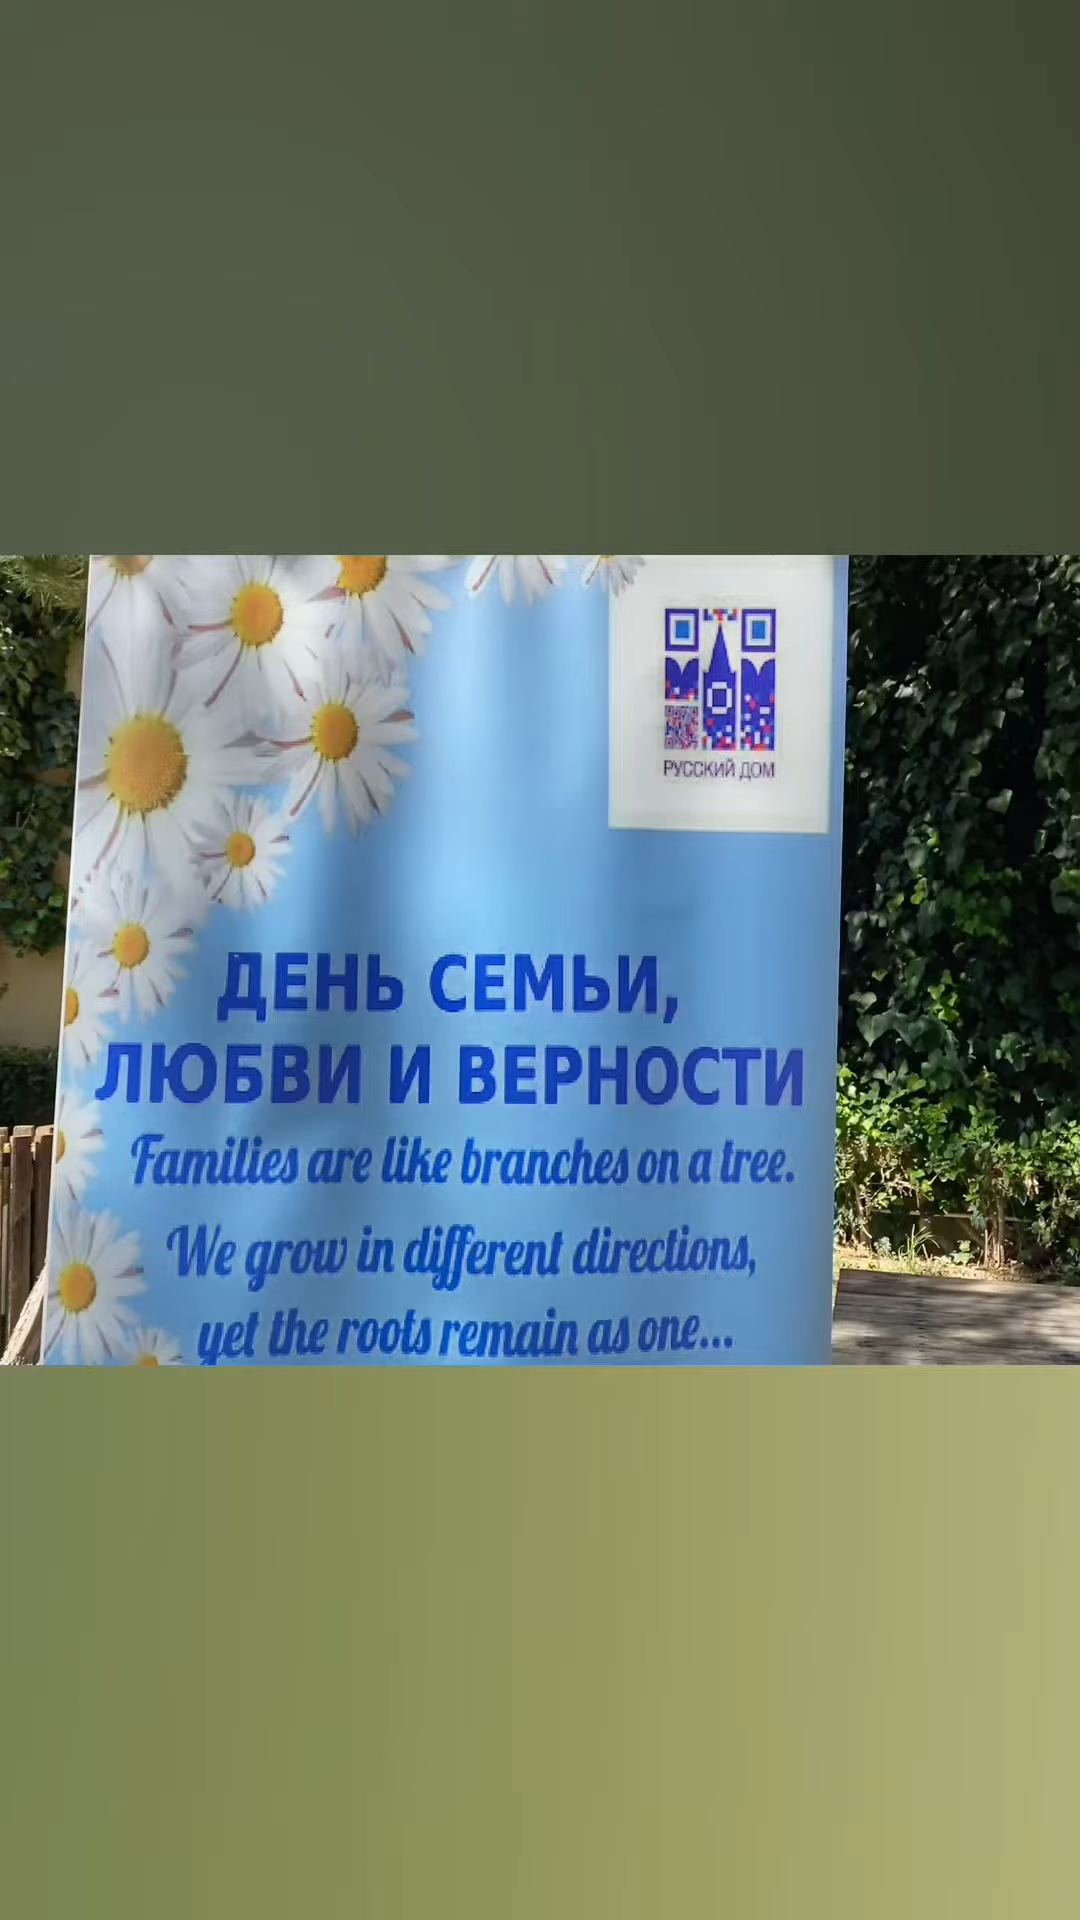 РУССКИЙ ДОМ
ДЕНЬ СЕМЬИ,
ЛЮБВИ И ВЕРНОСТИ
Families are like branches on a tree.
We grow in different directions,
yet the roots remain as one...